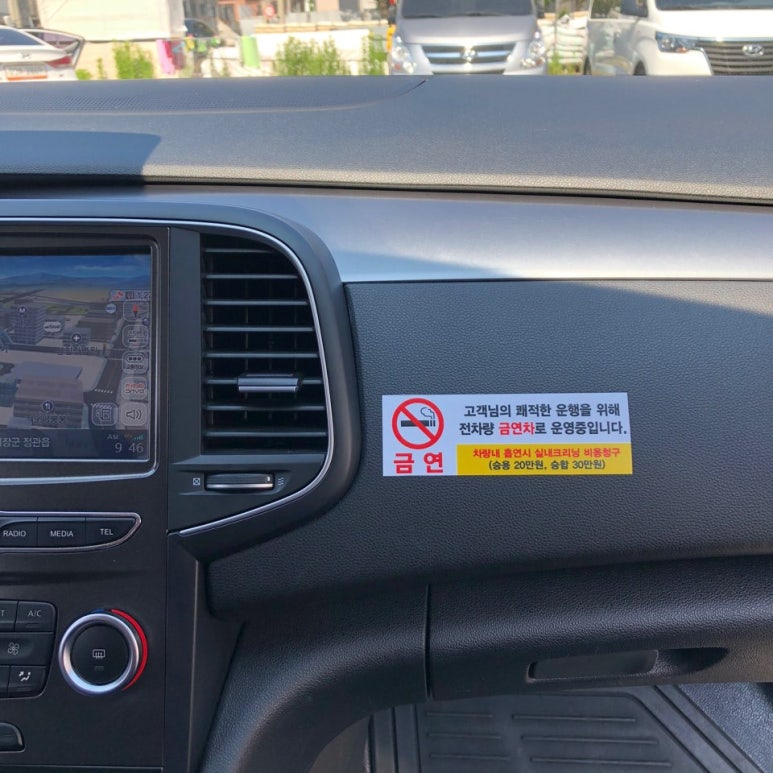 고객님의 쾌적한 운행을 위해
전차량 금연차로 운영중입니다.
금연
차량내 흡연시 실내크리닝 비용청구
(승용 20만원, 승합 30만원)
정관읍
9 46
RADIO
MEDIA
TEL
A/C